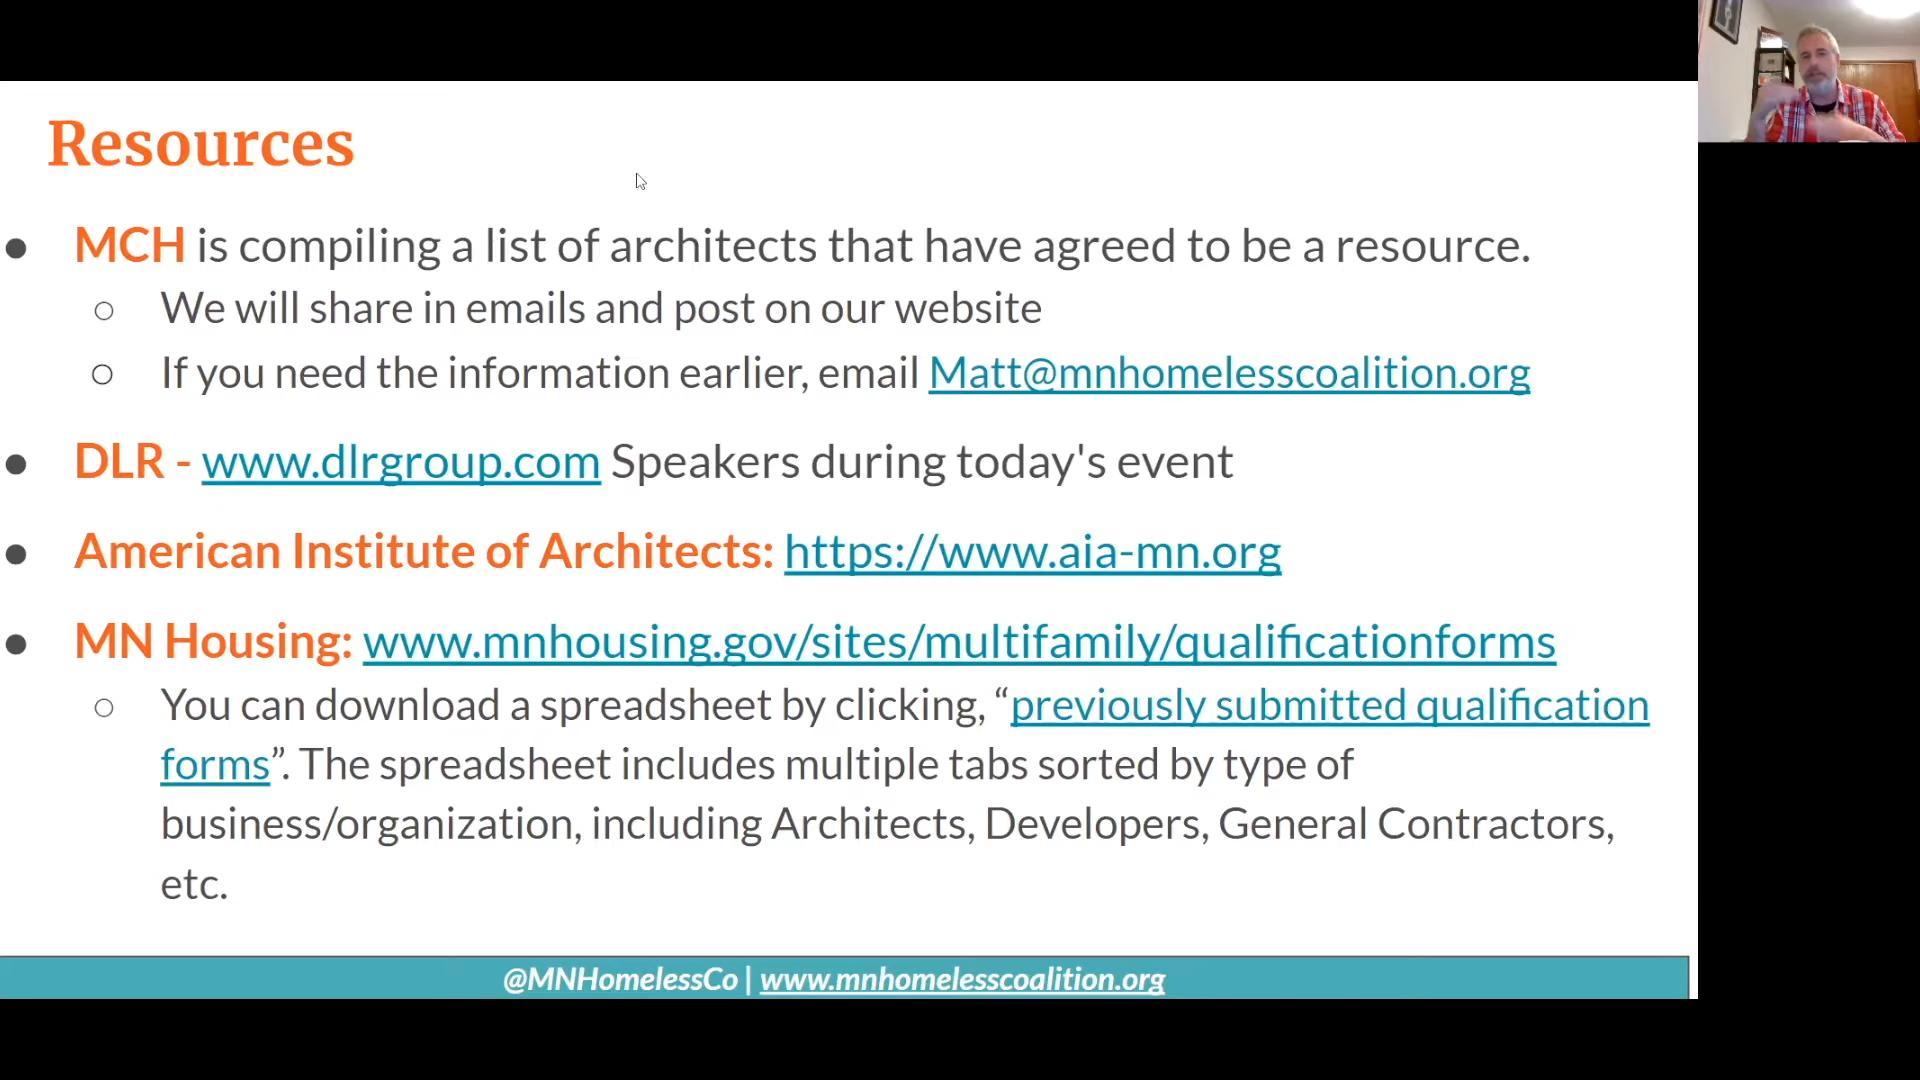 Resources
● MCH is compiling a list of architects that have agreed to be a resource.
○ We will share in emails and post on our website
○ If you need the information earlier, email Matt@mnhomelesscoalition.org
● DLR - www.dlrgroup.com Speakers during today's event
● American Institute of Architects: https://www.aia-mn.org
● MN Housing: www.mnhousing.gov/sites/multifamily/qualificationforms
○ You can download a spreadsheet by clicking, “previously submitted qualification
forms”. The spreadsheet includes multiple tabs sorted by type of
business/organization, including Architects, Developers, General Contractors,
etc.
@MNHomelessCo | www.mnhomelesscoalition.org